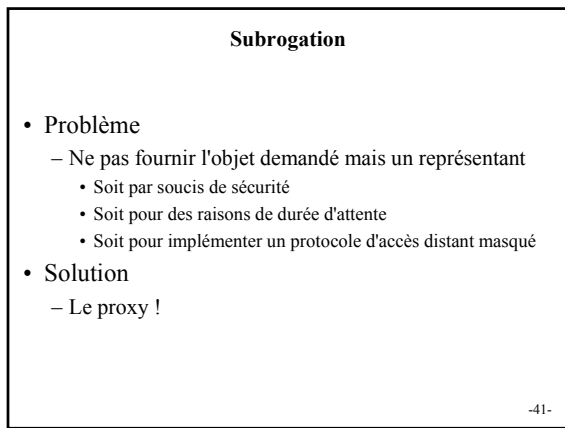 Subrogation
• Problème
– Ne pas fournir l'objet demandé mais un représentant
• Soit par soucis de sécurité
• Soit pour des raisons de durée d'attente
• Soit pour implémenter un protocole d'accès distant masqué
• Solution
– Le proxy !
-41-